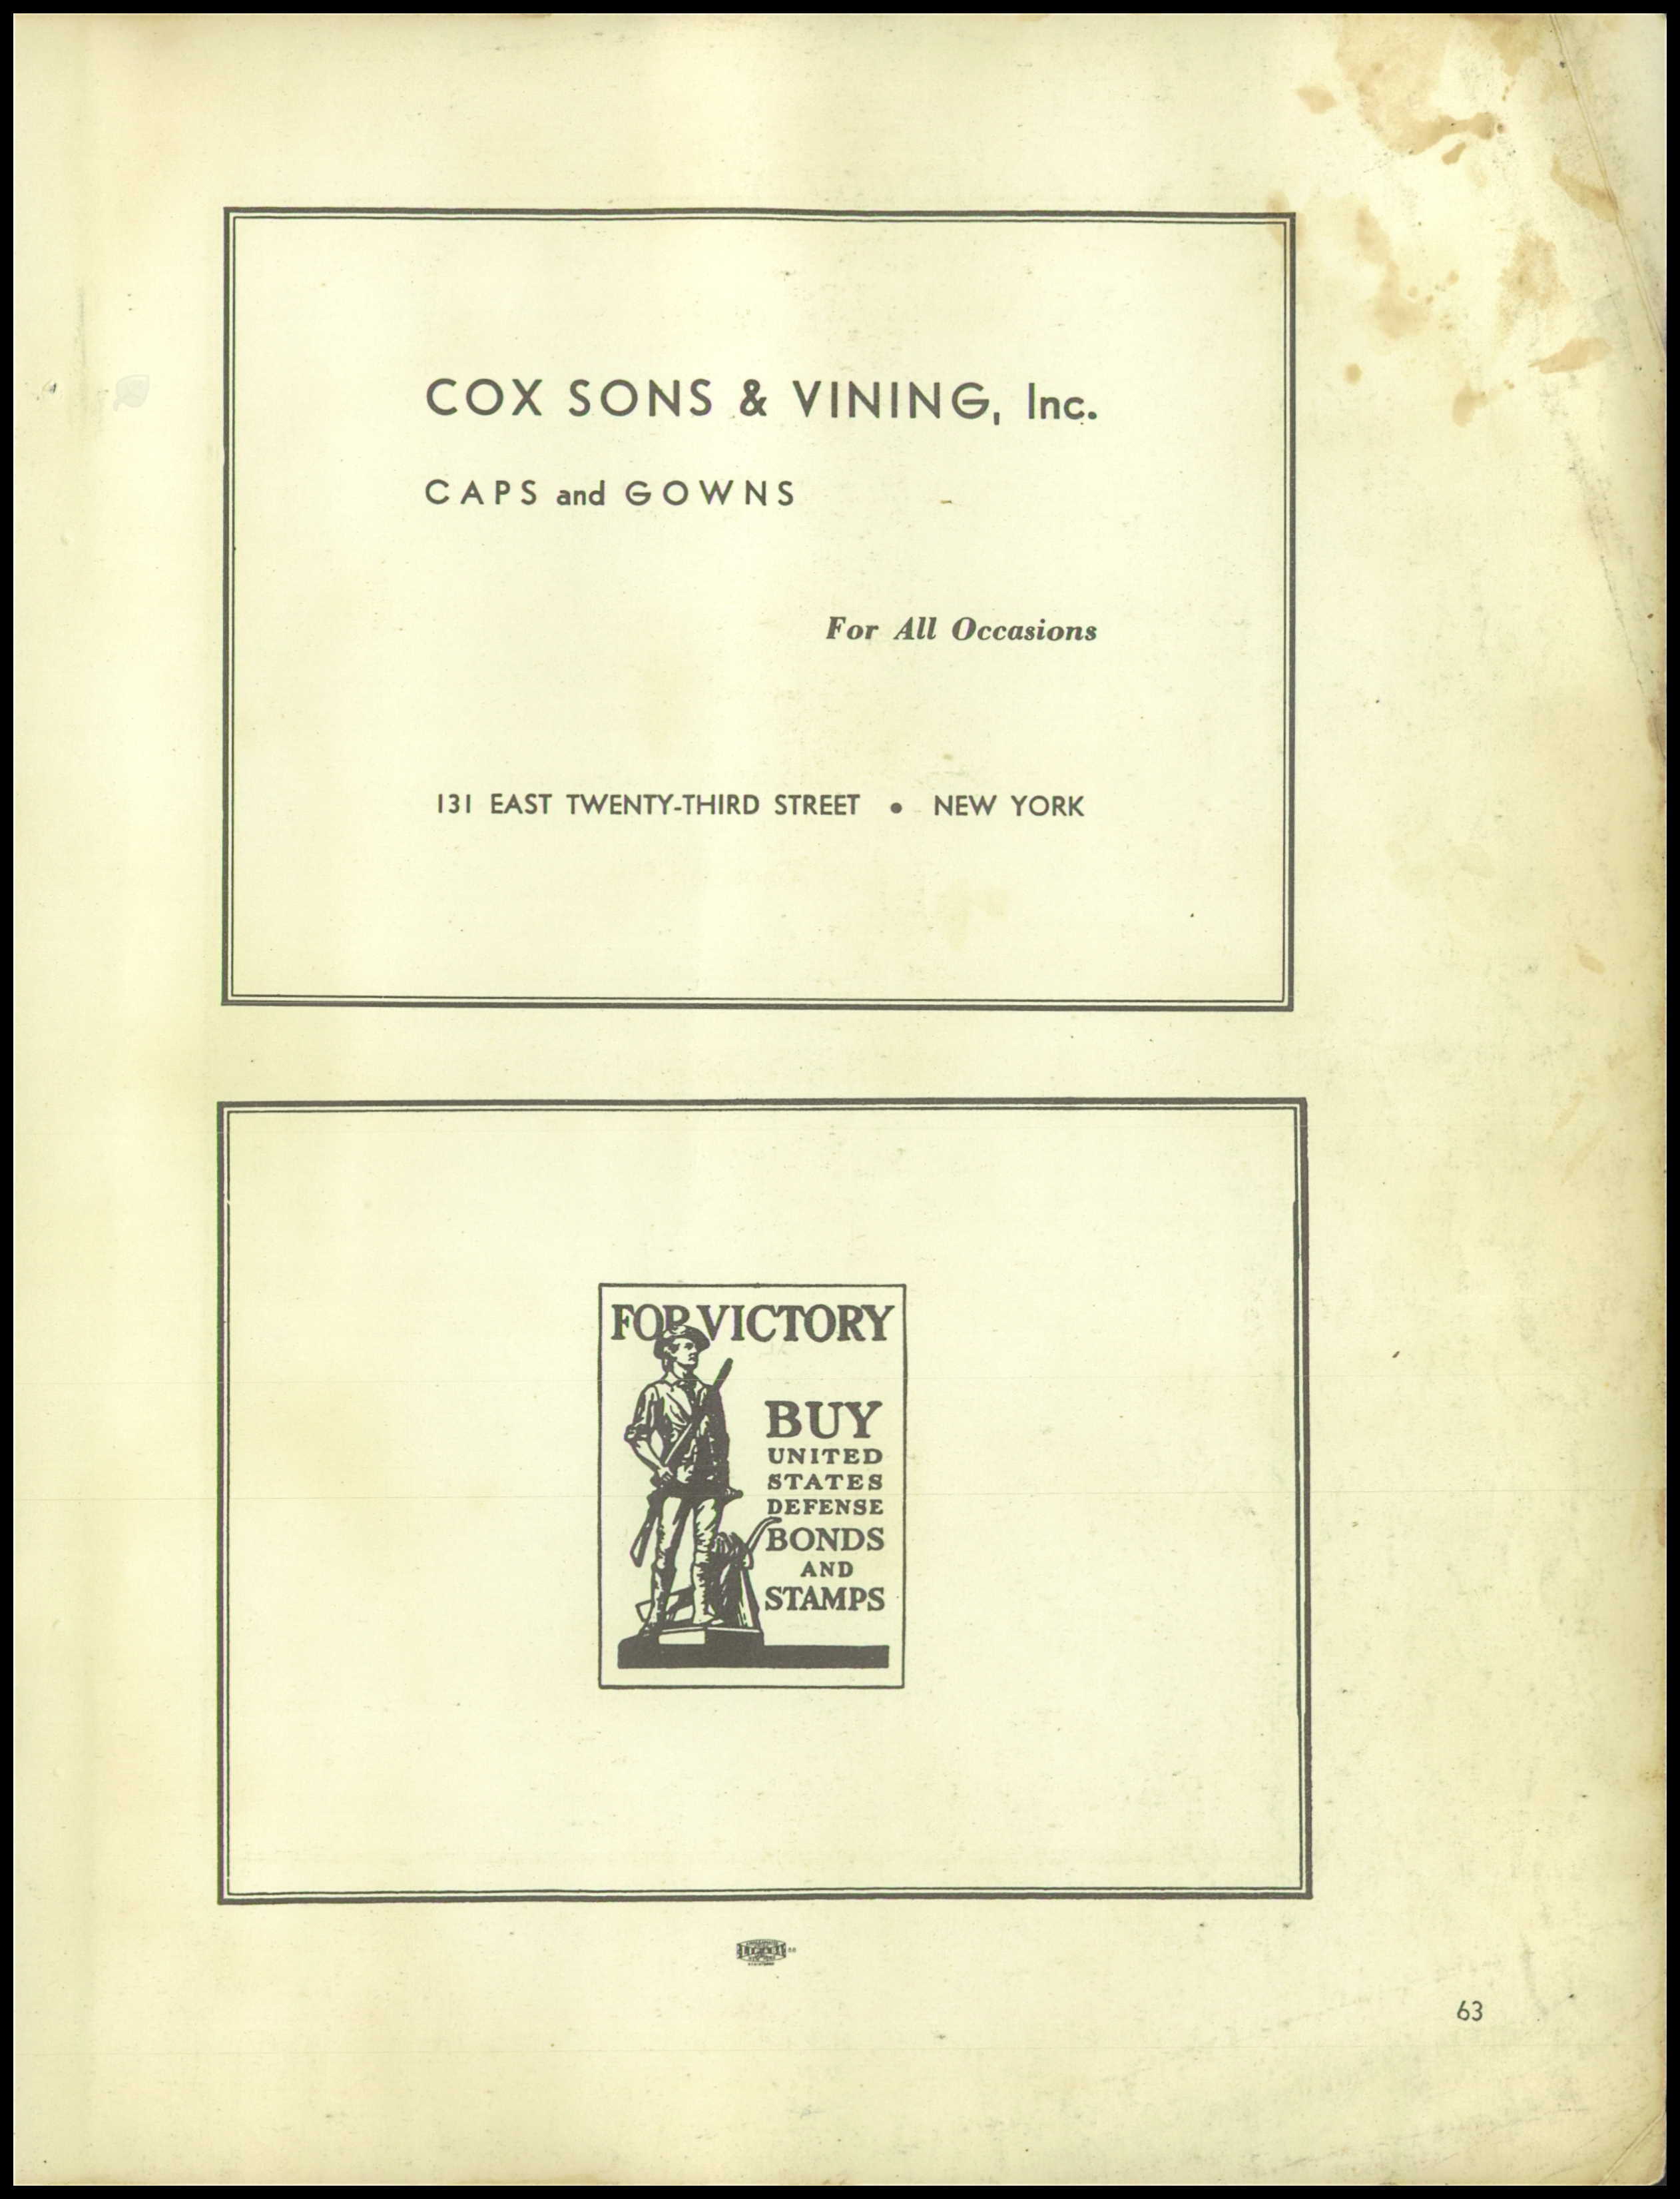 COX SONS & VINING, Inc.
CAPS and GOWNS
For All Occasions
131 EAST TWENTY-THIRD STREET • NEW YORK
FOR VICTORY
BUY
UNITED
STATES
DEFENSE
BONDS
AND
STAMPS
63